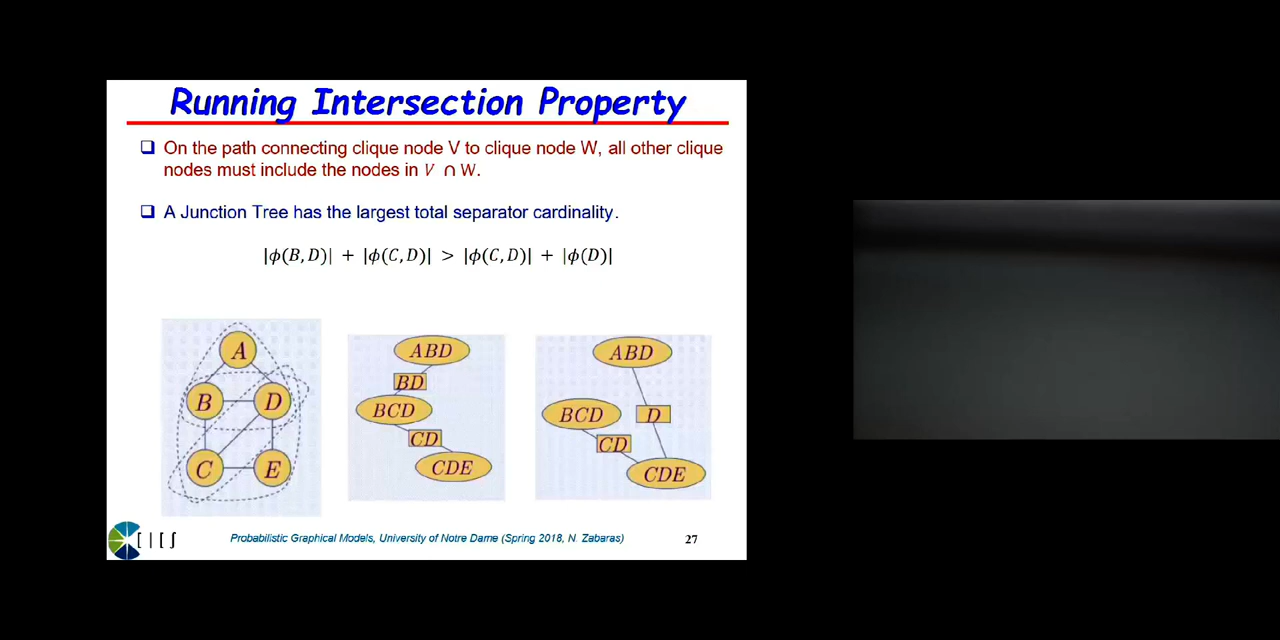 Running Intersection Property
❑ On the path connecting clique node V to clique node W, all other clique
nodes must include the nodes in V ∩ W.
❑ A Junction Tree has the largest total separator cardinality.
|ϕ(B,D)| + |ϕ(C,D)| > |ϕ(C,D)| + |ϕ(D)|
A
B
D
C
E
ABD
BD
BCD
CD
CDE
ABD
BCD
D
CD
CDE
Probabilistic Graphical Models, University of Notre Dame (Spring 2018, N. Zabaras)
27